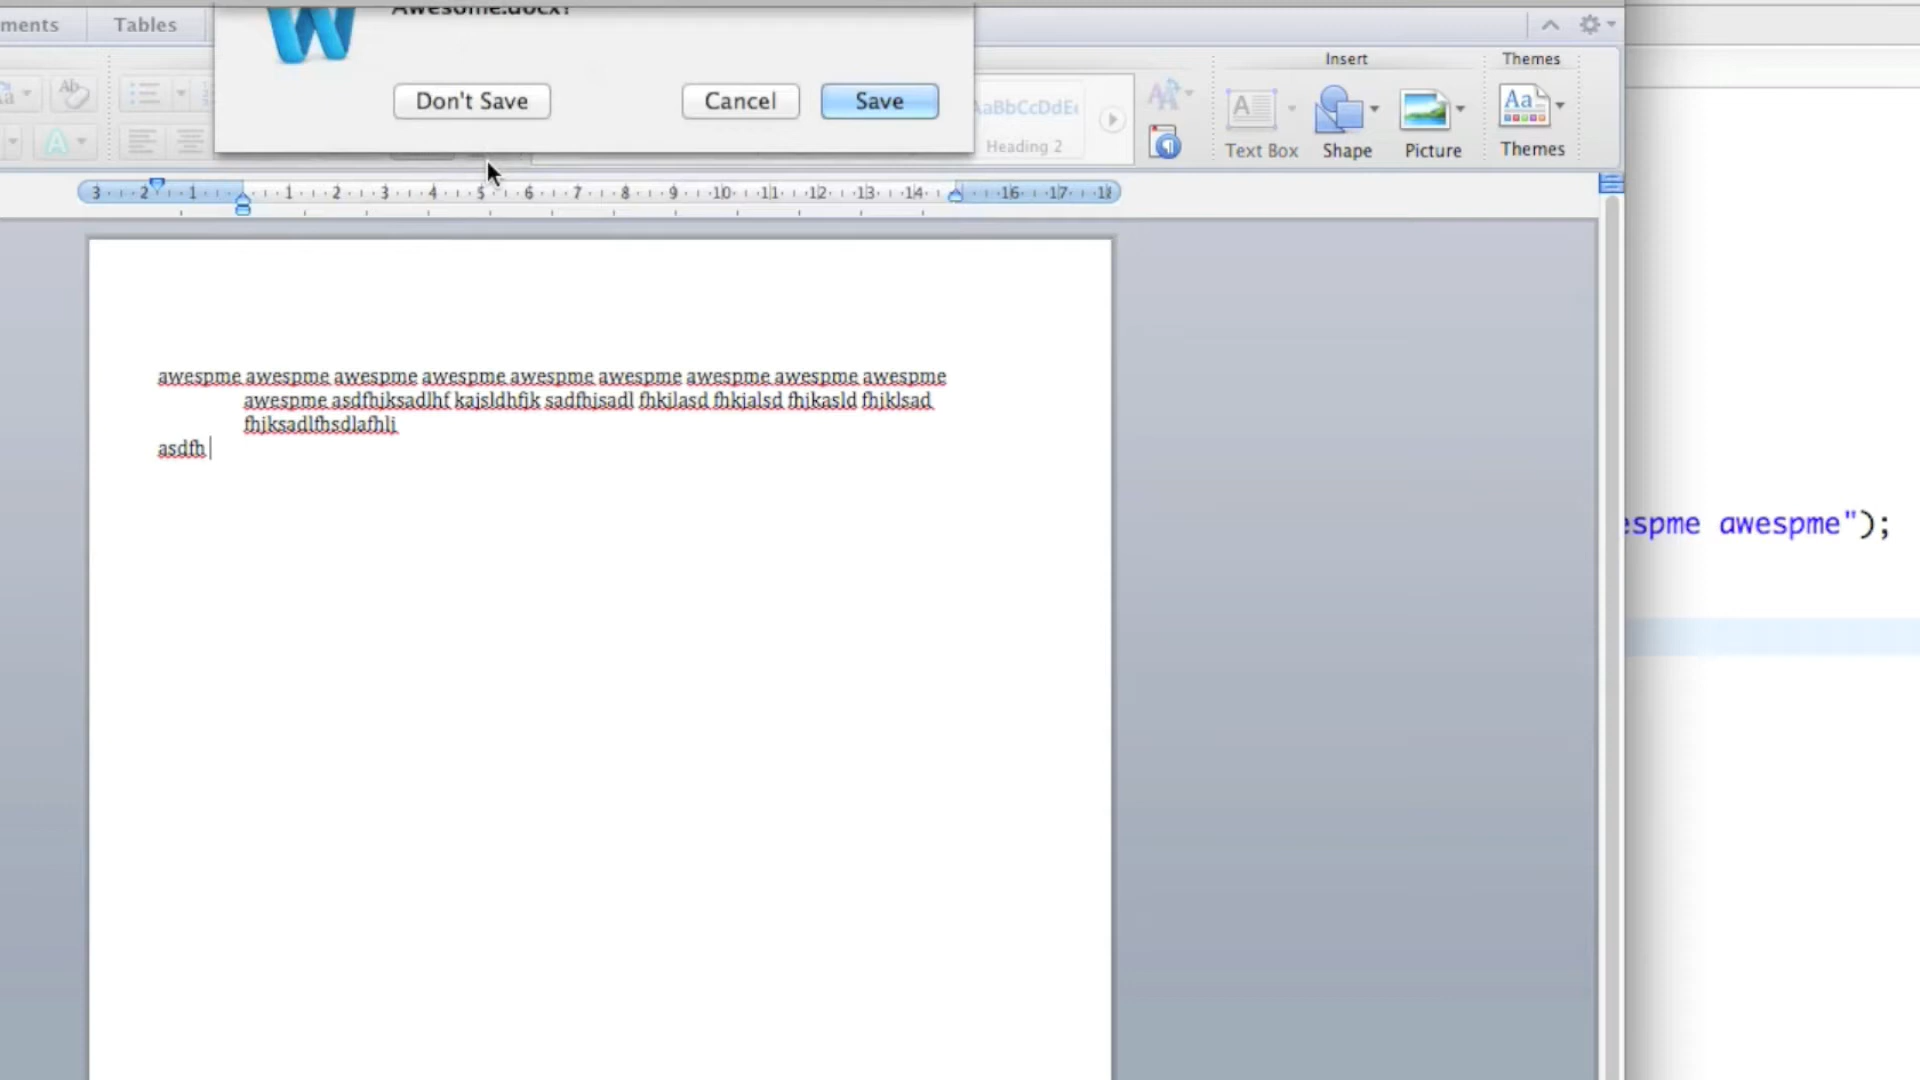 Awesome.docx?
ments Tables
Don't Save Cancel Save
Insert Themes
AaBbCcDdE
Heading 2
Text Box Shape Picture Themes
3 2 1 1 2 3 4 5 6 7 8 9 10 11 12 13 14 16 17 18
awespme awespme awespme awespme awespme awespme awespme awespme awespme
awespme asdfhjksadlhf kajsldhfjk sadfhjsadl fhkjlasd fhkjalsd fhjkasld fhjklsad
fhjksadlfhsdlafhlj
asdfh
espme awespme");